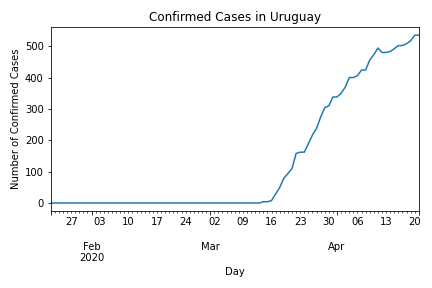 Confirmed Cases in Uruguay
Number of Confirmed Cases
500
400
300
200
100
0
27 03 10 17 24 02 09 16 23 30 06 13 20
Feb Mar Apr
2020
Day